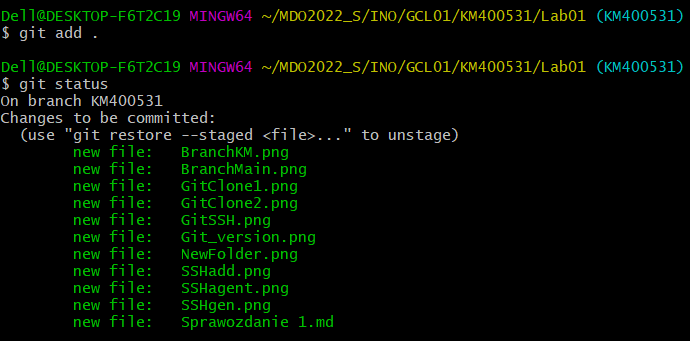 Dell@DESKTOP-F6T2C19 MINGW64 ~/MDO2022_S/INO/GCL01/KM400531/Lab01 (KM400531)
$ git add .
Dell@DESKTOP-F6T2C19 MINGW64 ~/MDO2022_S/INO/GCL01/KM400531/Lab01 (KM400531)
$ git status
On branch KM400531
Changes to be committed:
  (use "git restore --staged <file>..." to unstage)
        new file:   BranchKM.png
        new file:   BranchMain.png
        new file:   GitClone1.png
        new file:   GitClone2.png
        new file:   GitSSH.png
        new file:   Git_version.png
        new file:   NewFolder.png
        new file:   SSHadd.png
        new file:   SSHagent.png
        new file:   SSHgen.png
        new file:   Sprawozdanie 1.md